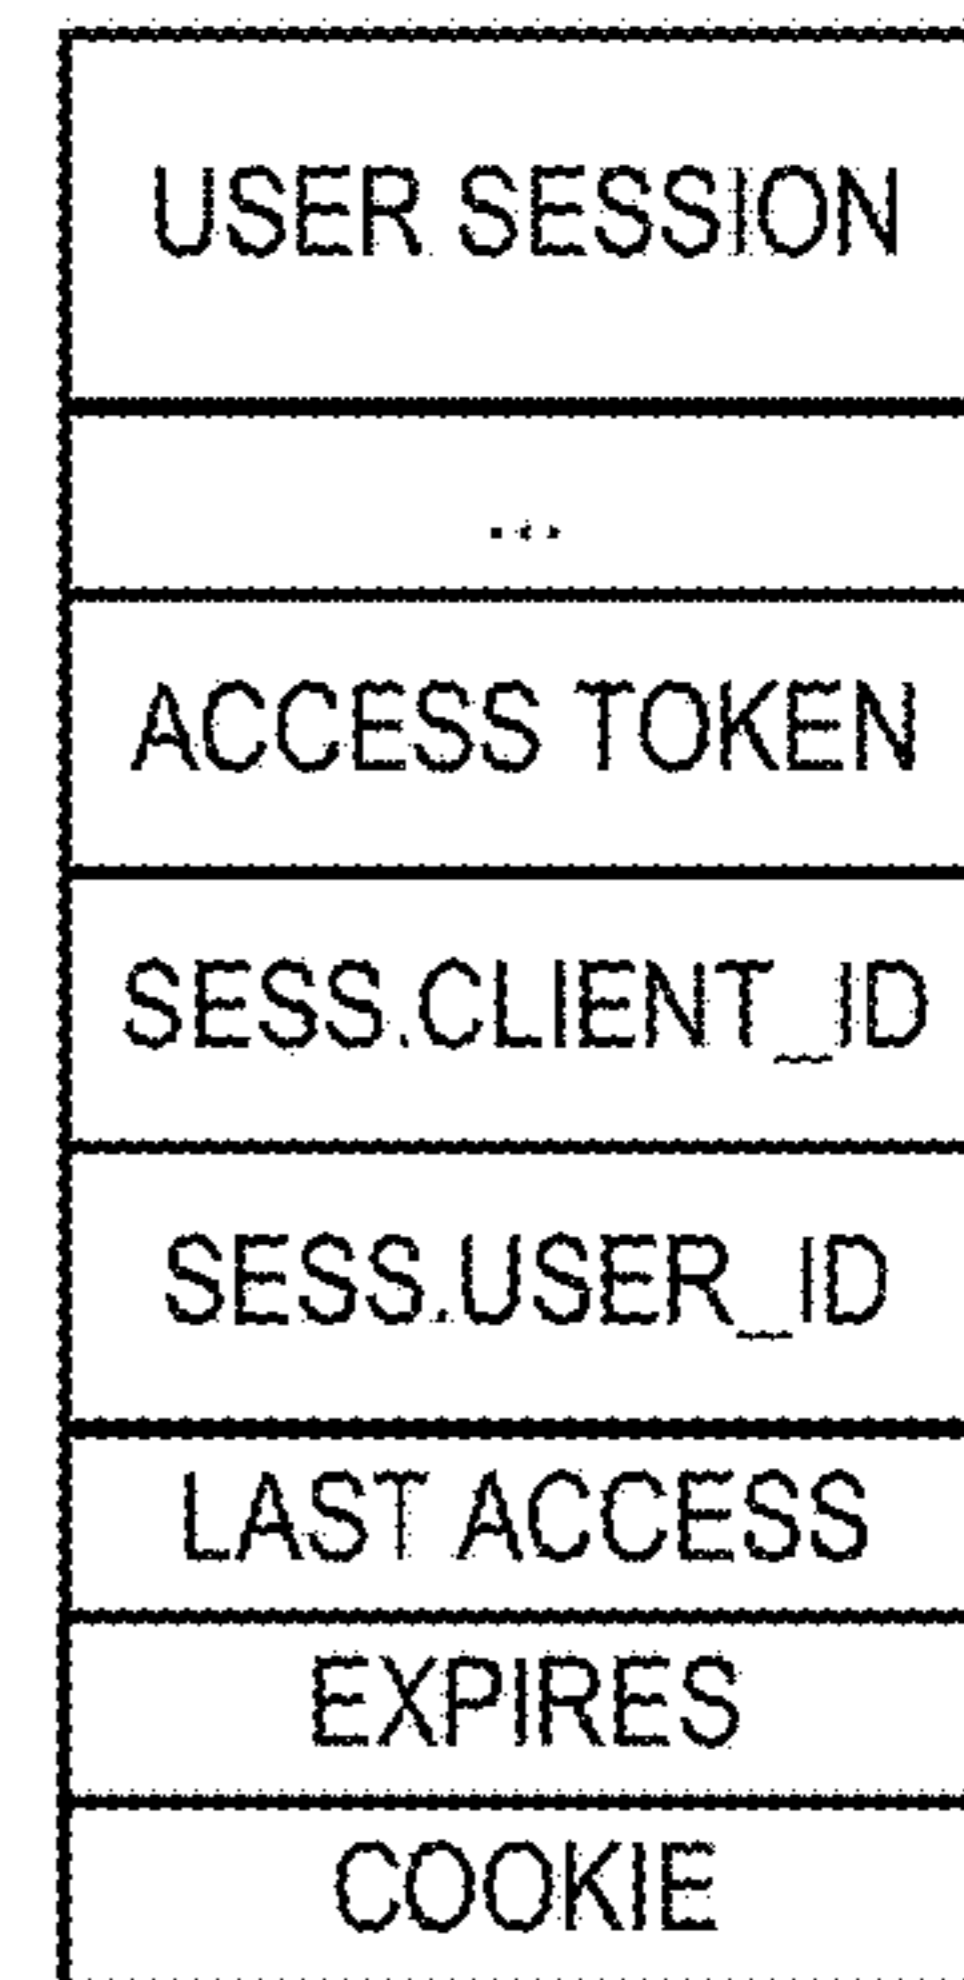 USER SESSION
...
ACCESS TOKEN
SESS.CLIENT_ID
SESS.USER_ID
LAST ACCESS
EXPIRES
COOKIE